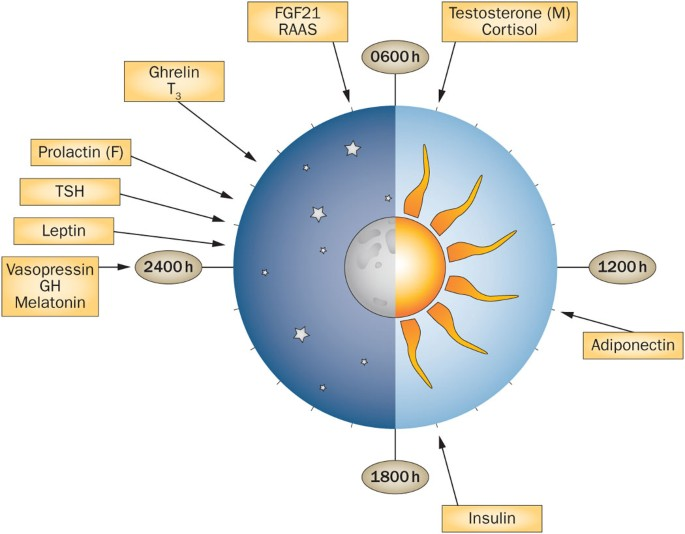 FGF21
RAAS
Testosterone (M)
Cortisol
0600 h
Ghrelin
T₃
Prolactin (F)
TSH
Leptin
Vasopressin
GH
Melatonin
2400 h
1200 h
Adiponectin
1800 h
Insulin